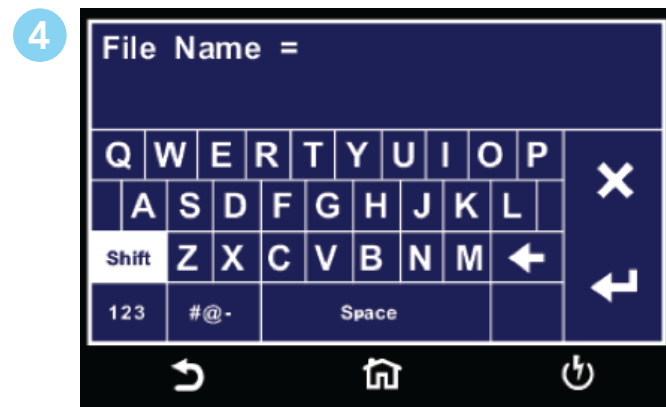 4
File Name =
Q W E R T Y U I O P
A S D F G H J K L
Shift Z X C V B N M
123 #@- Space